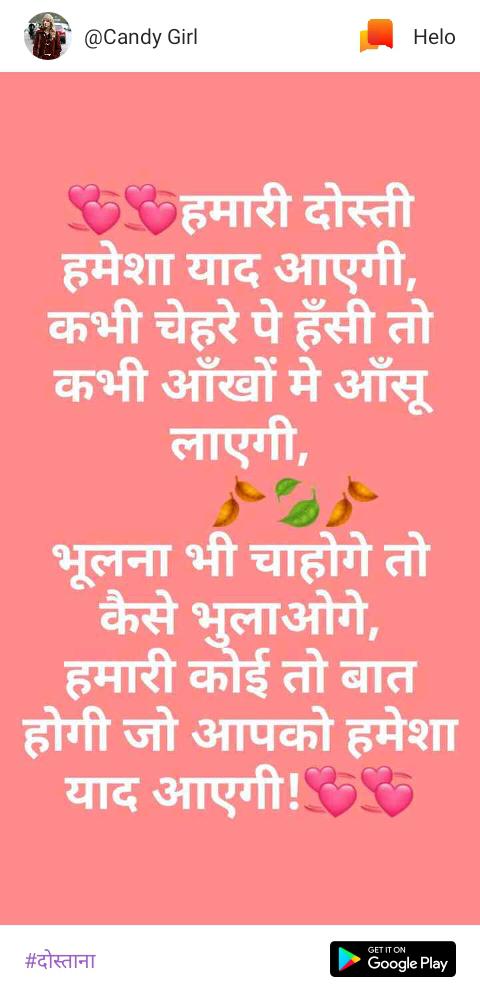 @Candy Girl
Helo
💞💞हमारी दोस्ती
हमेशा याद आएगी,
कभी चेहरे पे हँसी तो
कभी आँखों मे आँसू
लाएगी,
🍂🍃🍂
भूलना भी चाहोगे तो
कैसे भुलाओगे,
हमारी कोई तो बात
होगी जो आपको हमेशा
याद आएगी!💞💞
#दोस्ताना
GET IT ON
Google Play